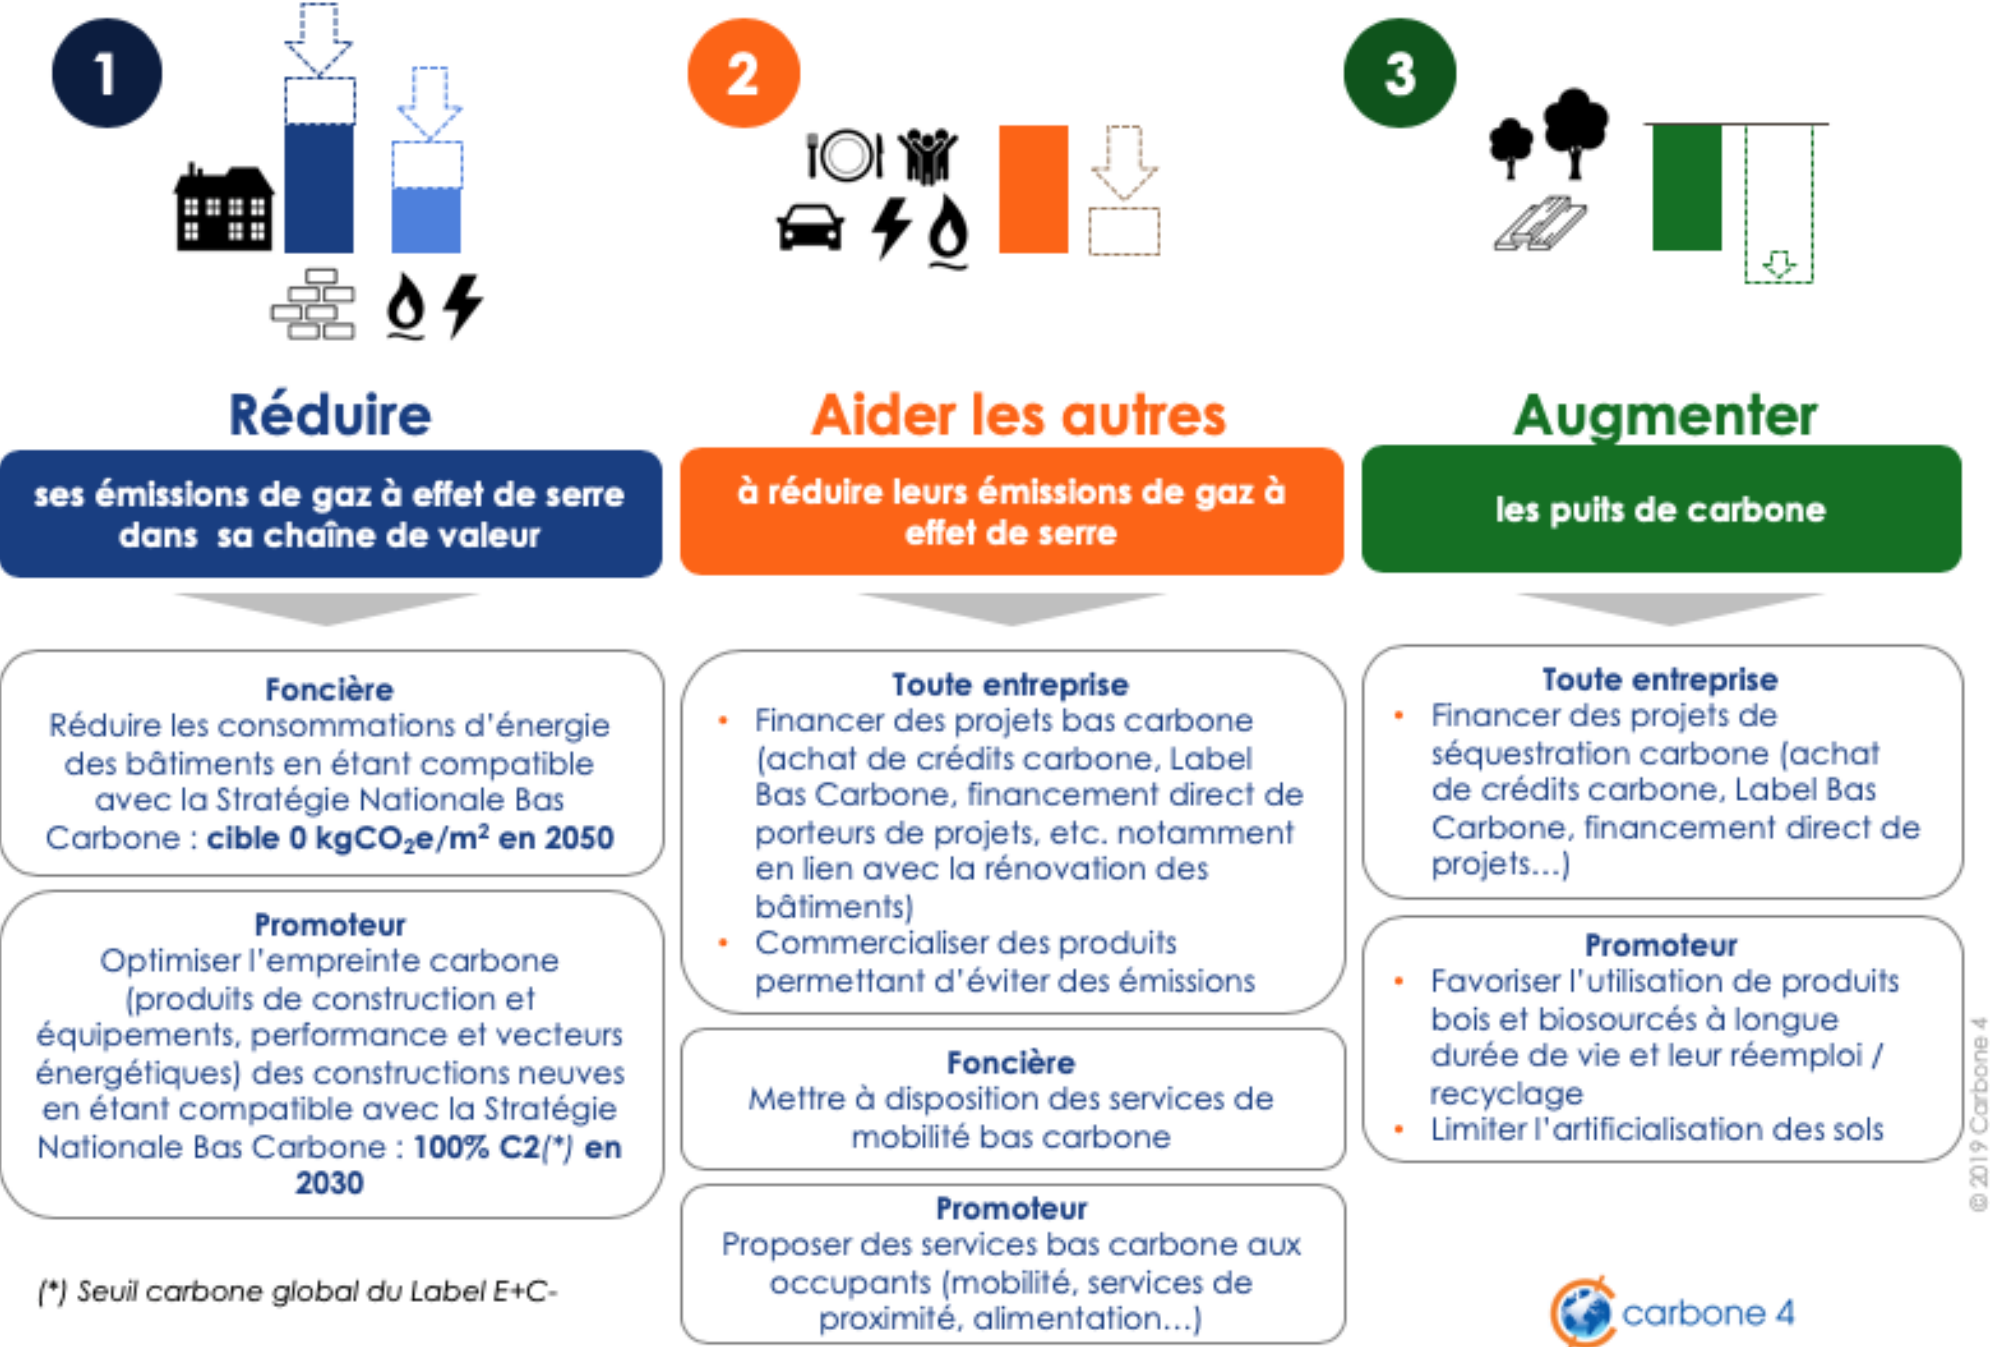 1
2
3
Réduire
ses émissions de gaz à effet de serre
dans sa chaîne de valeur
Foncière
Réduire les consommations d'énergie
des bâtiments en étant compatible
avec la Stratégie Nationale Bas
Carbone : cible 0 kgCO₂e/m² en 2050
Promoteur
Optimiser l'empreinte carbone
(produits de construction et
équipements, performance et vecteurs
énergétiques) des constructions neuves
en étant compatible avec la Stratégie
Nationale Bas Carbone : 100% C2(*) en
2030
(*) Seuil carbone global du Label E+C-
Aider les autres
à réduire leurs émissions de gaz à
effet de serre
Toute entreprise
• Financer des projets bas carbone
(achat de crédits carbone, Label
Bas Carbone, financement direct de
porteurs de projets, etc. notamment
en lien avec la rénovation des
bâtiments)
• Commercialiser des produits
permettant d'éviter des émissions
Foncière
Mettre à disposition des services de
mobilité bas carbone
Promoteur
Proposer des services bas carbone aux
occupants (mobilité, services de
proximité, alimentation...)
Augmenter
les puits de carbone
Toute entreprise
• Financer des projets de
séquestration carbone (achat
de crédits carbone, Label Bas
Carbone, financement direct de
projets...)
Promoteur
• Favoriser l'utilisation de produits
bois et biosourcés à longue
durée de vie et leur réemploi /
recyclage
• Limiter l'artificialisation des sols
© 2019 Carbone 4
carbone 4